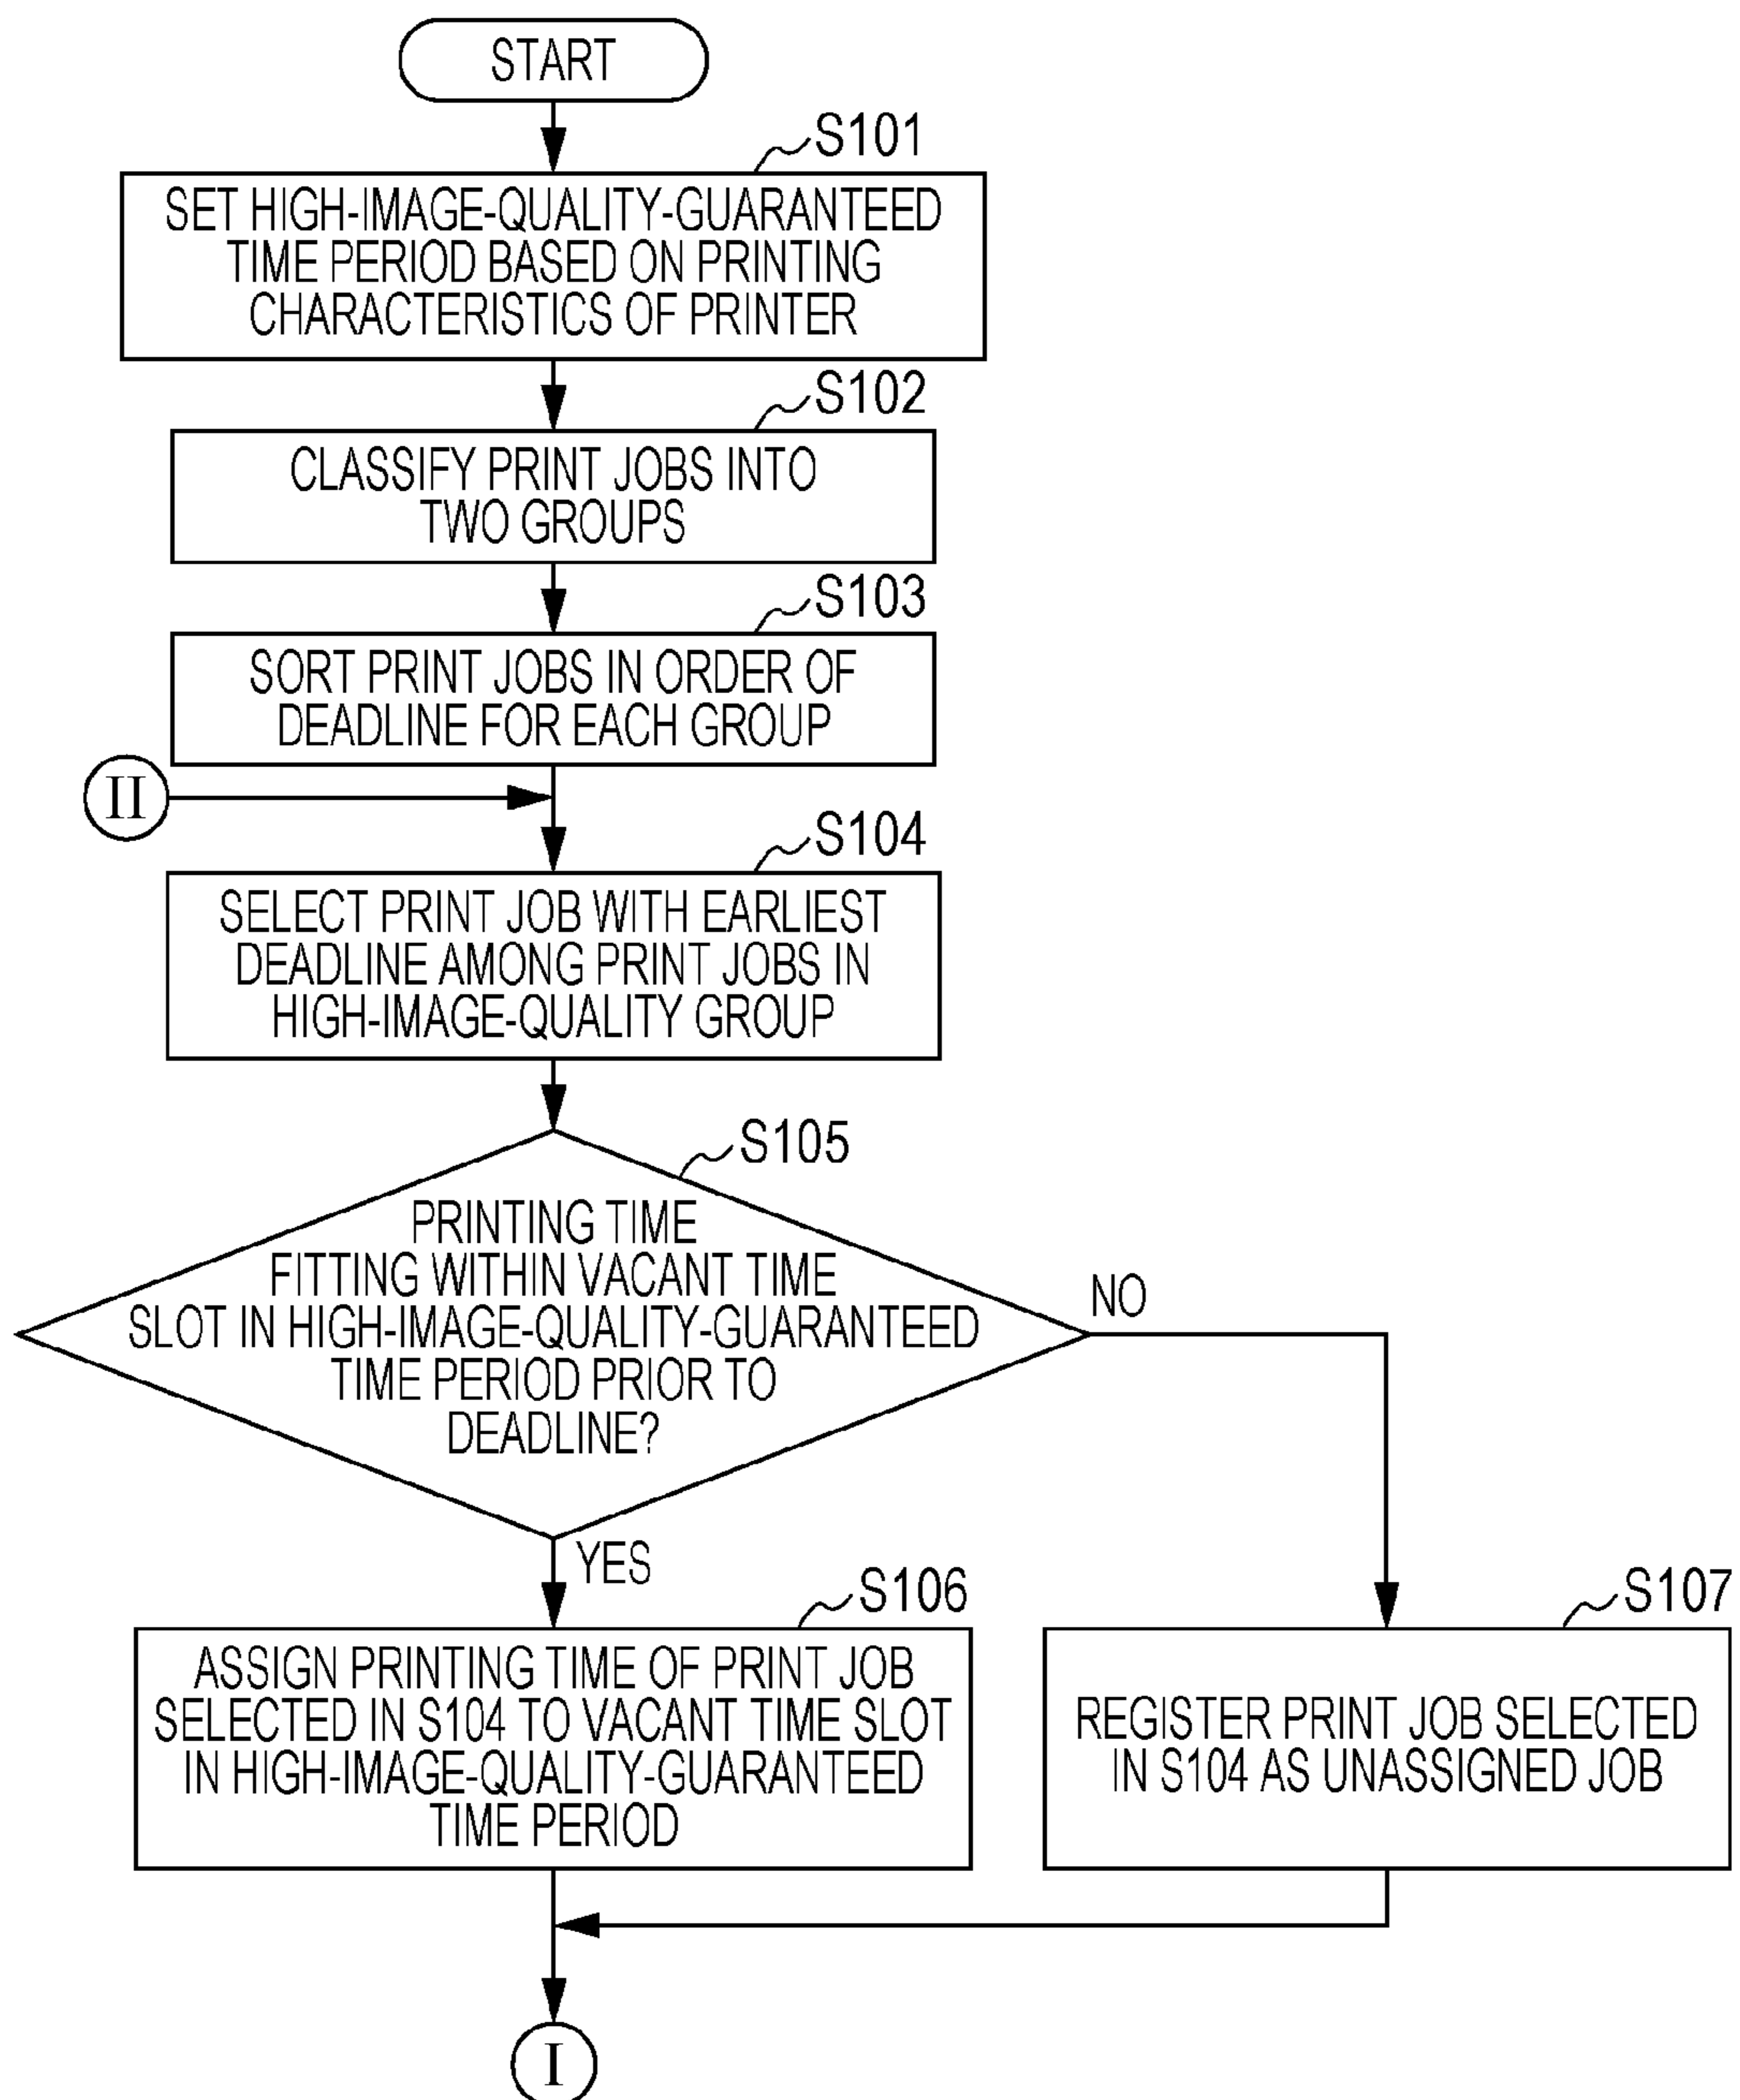 START
S101
SET HIGH-IMAGE-QUALITY-GUARANTEED
TIME PERIOD BASED ON PRINTING
CHARACTERISTICS OF PRINTER
S102
CLASSIFY PRINT JOBS INTO
TWO GROUPS
S103
SORT PRINT JOBS IN ORDER OF
DEADLINE FOR EACH GROUP
II
S104
SELECT PRINT JOB WITH EARLIEST
DEADLINE AMONG PRINT JOBS IN
HIGH-IMAGE-QUALITY GROUP
S105
PRINTING TIME
FITTING WITHIN VACANT TIME
SLOT IN HIGH-IMAGE-QUALITY-GUARANTEED
TIME PERIOD PRIOR TO
DEADLINE?
NO
YES
S106
ASSIGN PRINTING TIME OF PRINT JOB
SELECTED IN S104 TO VACANT TIME SLOT
IN HIGH-IMAGE-QUALITY-GUARANTEED
TIME PERIOD
S107
REGISTER PRINT JOB SELECTED
IN S104 AS UNASSIGNED JOB
I